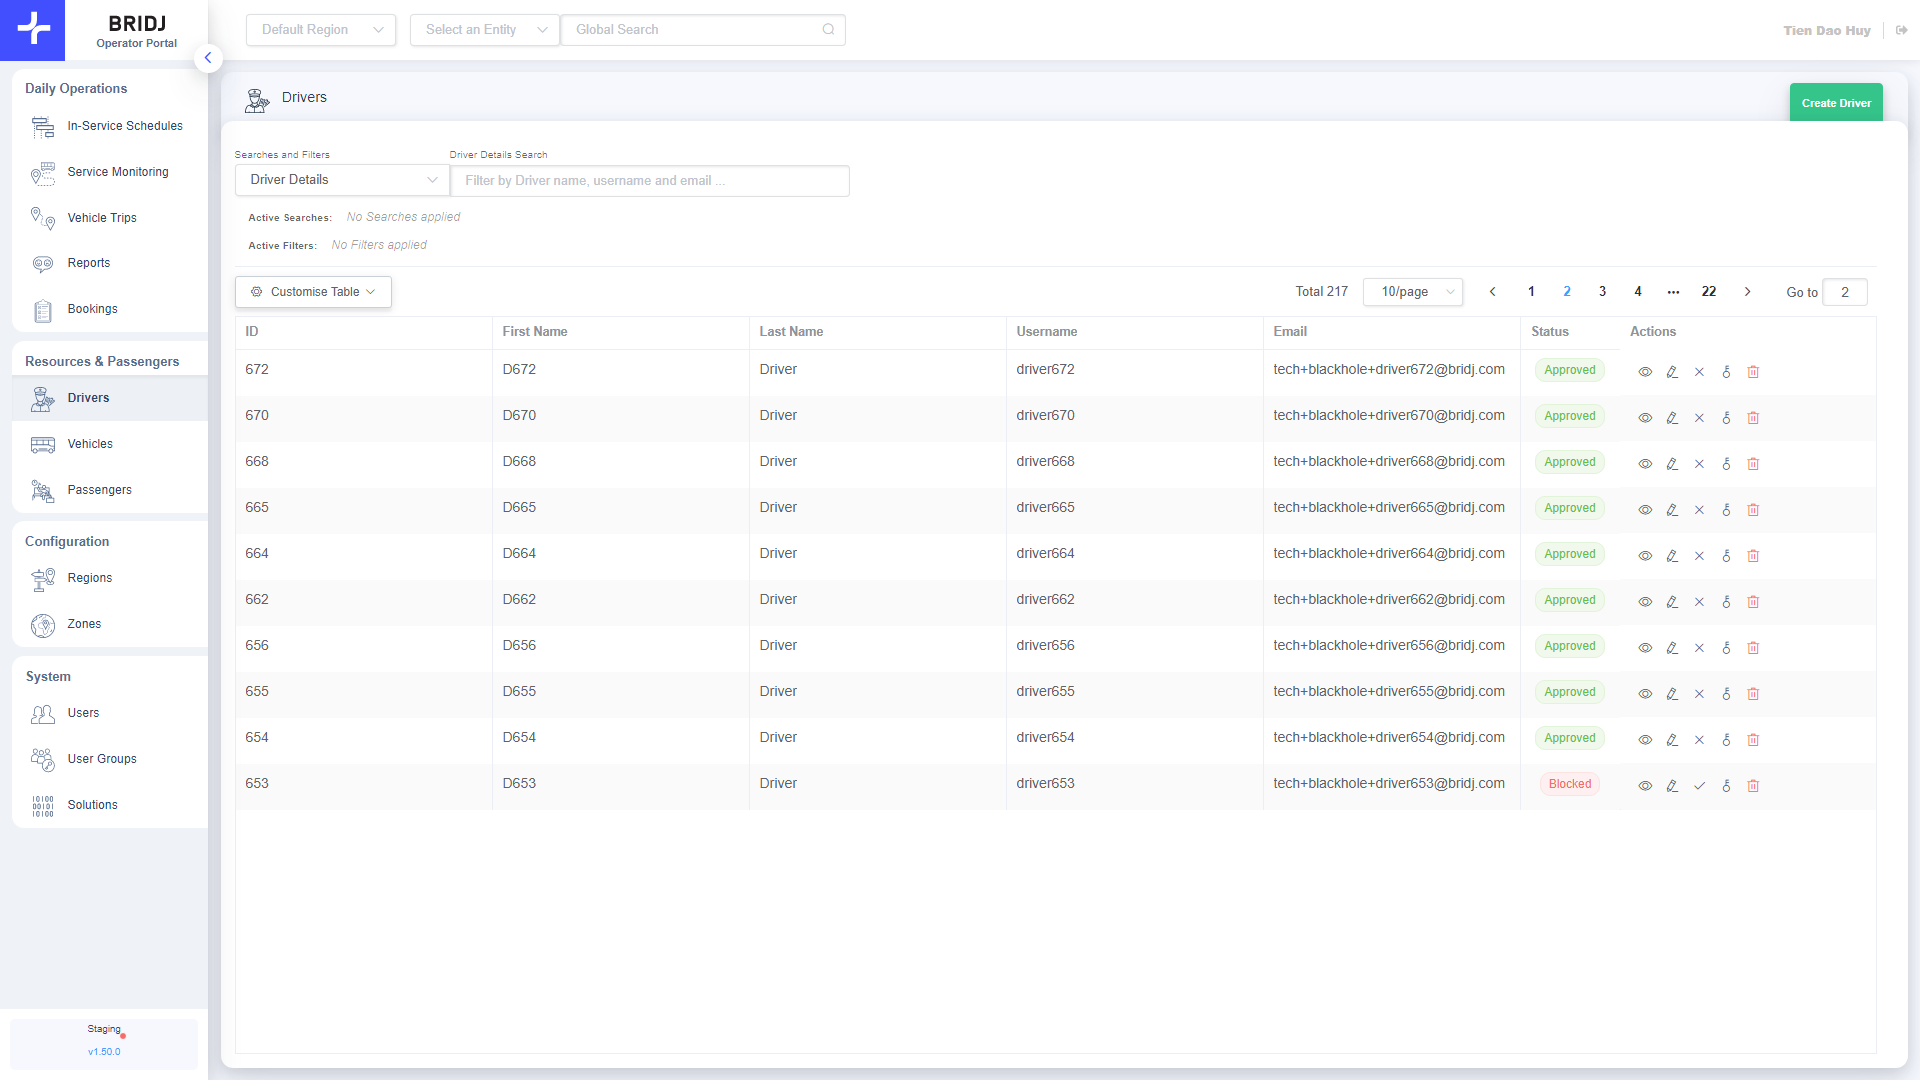 BRIDJ
Operator Portal
Default Region
Select an Entity
Global Search
Tien Dao Huy
Daily Operations
In-Service Schedules
Service Monitoring
Vehicle Trips
Reports
Bookings
Resources & Passengers
Drivers
Vehicles
Passengers
Configuration
Regions
Zones
System
Users
User Groups
10100
00101
10100
Solutions
Staging
v1.50.0
Drivers
Create Driver
Searches and Filters
Driver Details Search
Driver Details
Filter by Driver name, username and email ...
Active Searches: No Searches applied
Active Filters: No Filters applied
Customise Table
Total 217 10/page 1 2 3 4 ••• 22 Go to 2
ID First Name Last Name Username Email Status Actions
672 D672 Driver driver672 tech+blackhole+driver672@bridj.com Approved
670 D670 Driver driver670 tech+blackhole+driver670@bridj.com Approved
668 D668 Driver driver668 tech+blackhole+driver668@bridj.com Approved
665 D665 Driver driver665 tech+blackhole+driver665@bridj.com Approved
664 D664 Driver driver664 tech+blackhole+driver664@bridj.com Approved
662 D662 Driver driver662 tech+blackhole+driver662@bridj.com Approved
656 D656 Driver driver656 tech+blackhole+driver656@bridj.com Approved
655 D655 Driver driver655 tech+blackhole+driver655@bridj.com Approved
654 D654 Driver driver654 tech+blackhole+driver654@bridj.com Approved
653 D653 Driver driver653 tech+blackhole+driver653@bridj.com Blocked